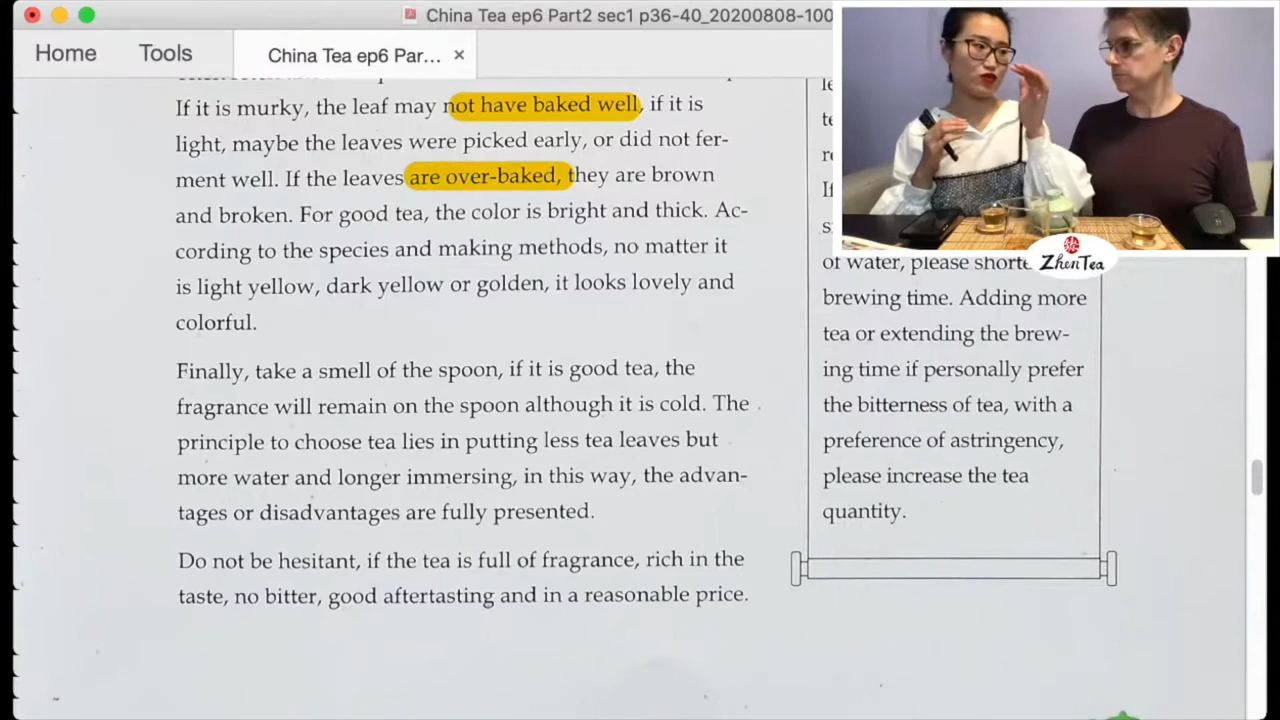 China Tea ep6 Part2 sec1 p36-40_20200808-100
Home
Tools
China Tea ep6 Par... ×
If it is murky, the leaf may not have baked well, if it is
light, maybe the leaves were picked early, or did not fer-
ment well. If the leaves are over-baked, they are brown
and broken. For good tea, the color is bright and thick. Ac-
cording to the species and making methods, no matter it
is light yellow, dark yellow or golden, it looks lovely and
colorful.
Finally, take a smell of the spoon, if it is good tea, the
fragrance will remain on the spoon although it is cold. The
principle to choose tea lies in putting less tea leaves but
more water and longer immersing, in this way, the advan-
tages or disadvantages are fully presented.
Do not be hesitant, if the tea is full of fragrance, rich in the
taste, no bitter, good aftertasting and in a reasonable price.
If
of water, please shorte
brewing time. Adding more
tea or extending the brew-
ing time if personally prefer
the bitterness of tea, with a
preference of astringency,
please increase the tea
quantity.
ZhenTea